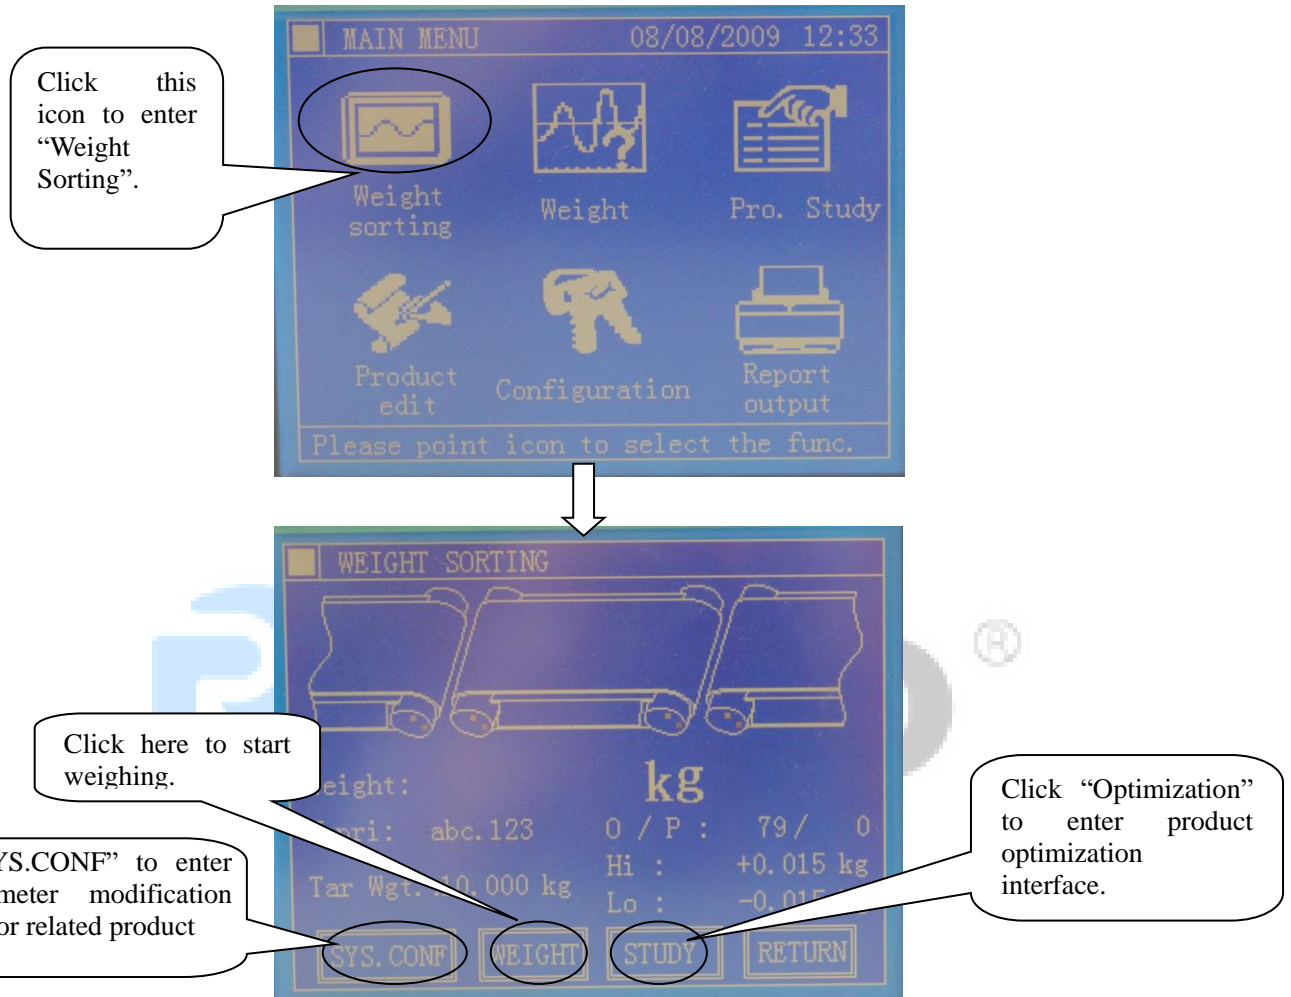 MAIN MENU 08/08/2009 12:33
Click this
icon to enter
“Weight
Sorting”.
Weight
sorting
Weight
Pro. Study
Product
edit
Configuration
Report
output
Please point icon to select the func.
WEIGHT SORTING
®
Click here to start
weighing.
eight: kg
abc.123 O / P : 79/ 0
Hi : +0.015 kg
Tar Wgt. 10.000 kg
Lo : -0.015
Click “Optimization”
to enter product
optimization
interface.
YS.CONF” to enter
meter modification
or related product
SYS.CONF WEIGHT STUDY RETURN